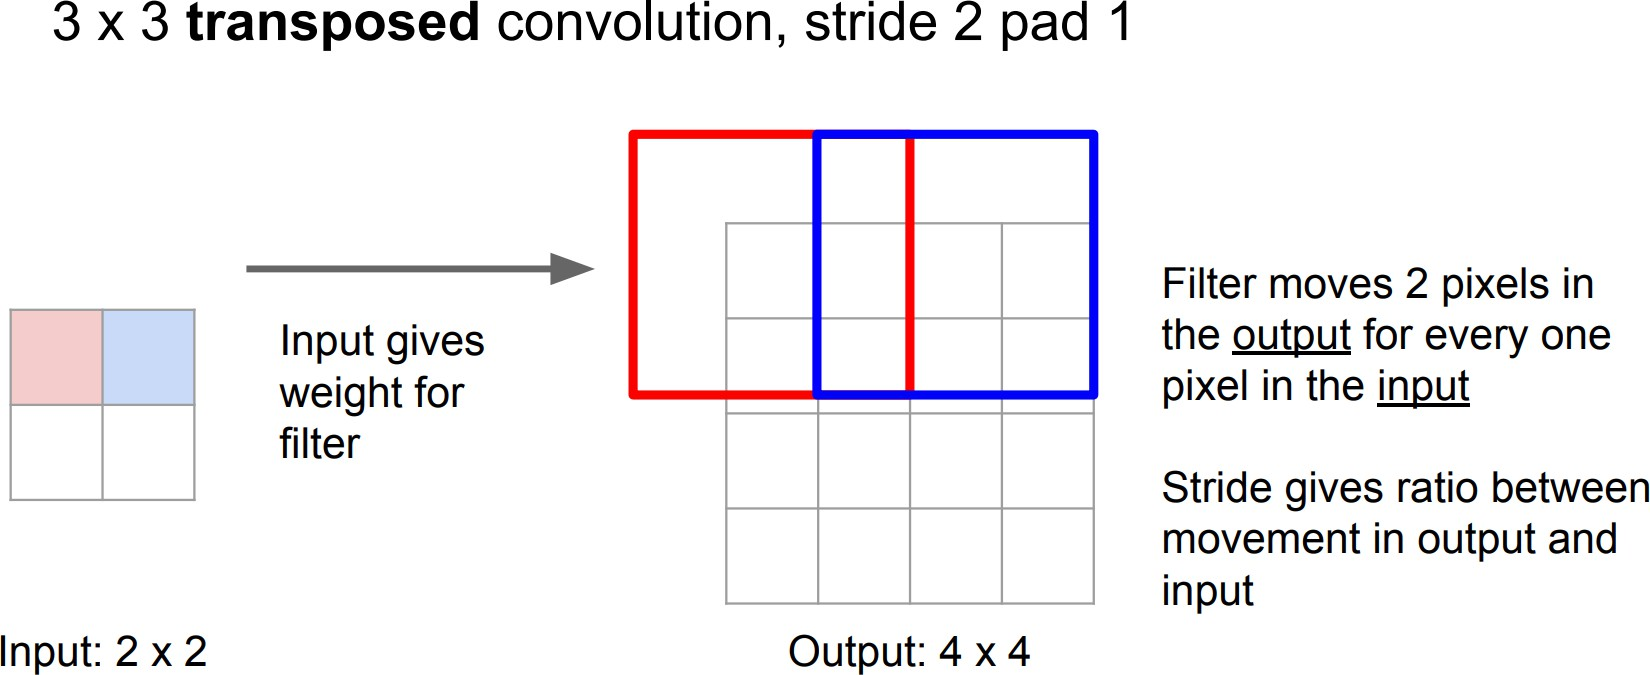 3 x 3 transposed convolution, stride 2 pad 1
Input gives
weight for
filter
Filter moves 2 pixels in
the output for every one
pixel in the input
Stride gives ratio between
movement in output and
input
Input: 2 x 2
Output: 4 x 4